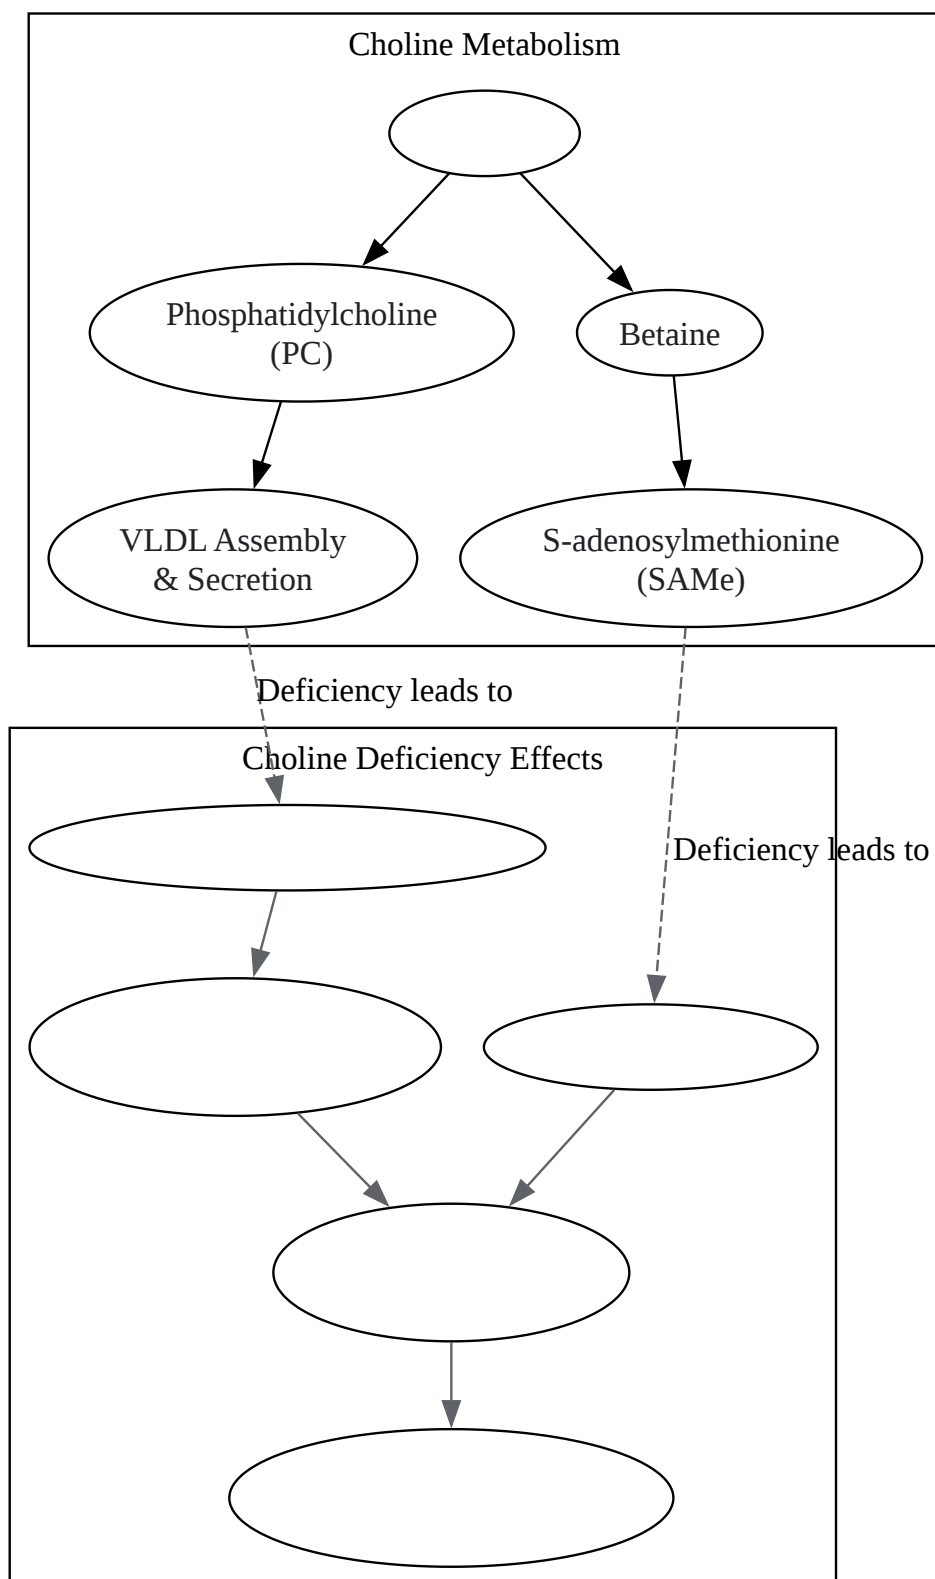 Choline Metabolism
Phosphatidylcholine
(PC)
Betaine
VLDL Assembly
& Secretion
S-adenosylmethionine
(SAMe)
Deficiency leads to
Choline Deficiency Effects
Deficiency leads to